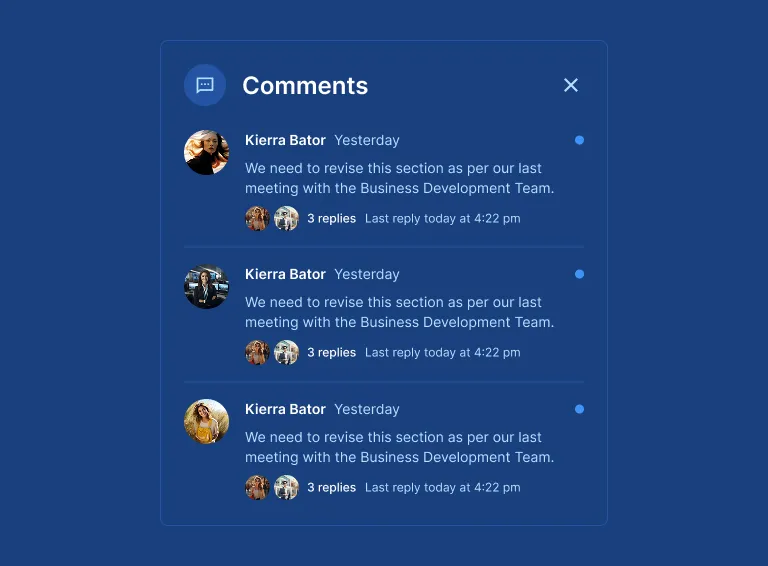 Comments
Kierra Bator Yesterday
We need to revise this section as per our last
meeting with the Business Development Team.
3 replies Last reply today at 4:22 pm
Kierra Bator Yesterday
We need to revise this section as per our last
meeting with the Business Development Team.
3 replies Last reply today at 4:22 pm
Kierra Bator Yesterday
We need to revise this section as per our last
meeting with the Business Development Team.
3 replies Last reply today at 4:22 pm